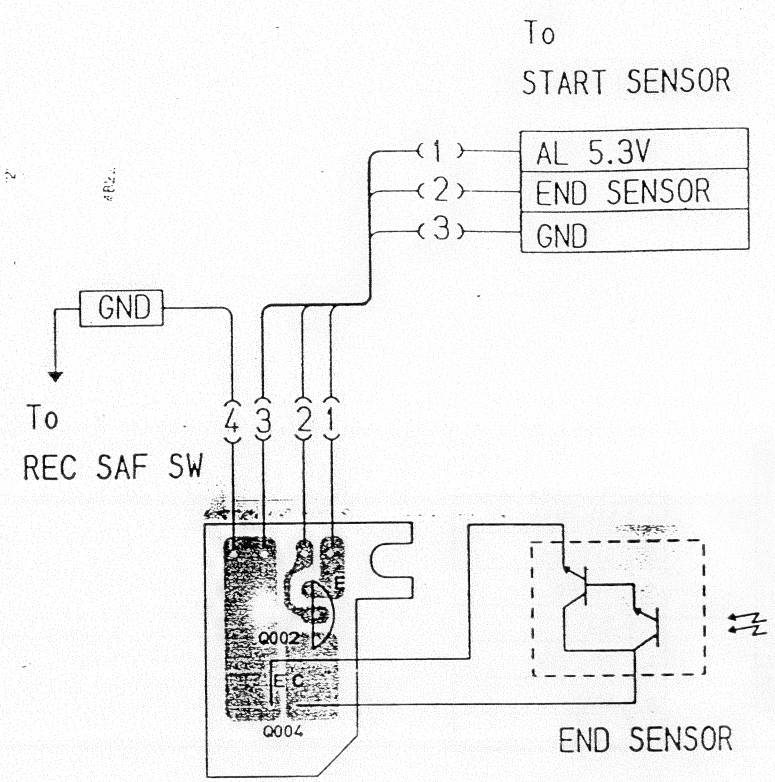 To
START SENSOR
(1) AL 5.3V
(2) END SENSOR
(3) GND
GND
To
REC SAF SW
4 3 2 1
E
Q002
E C
Q004
END SENSOR